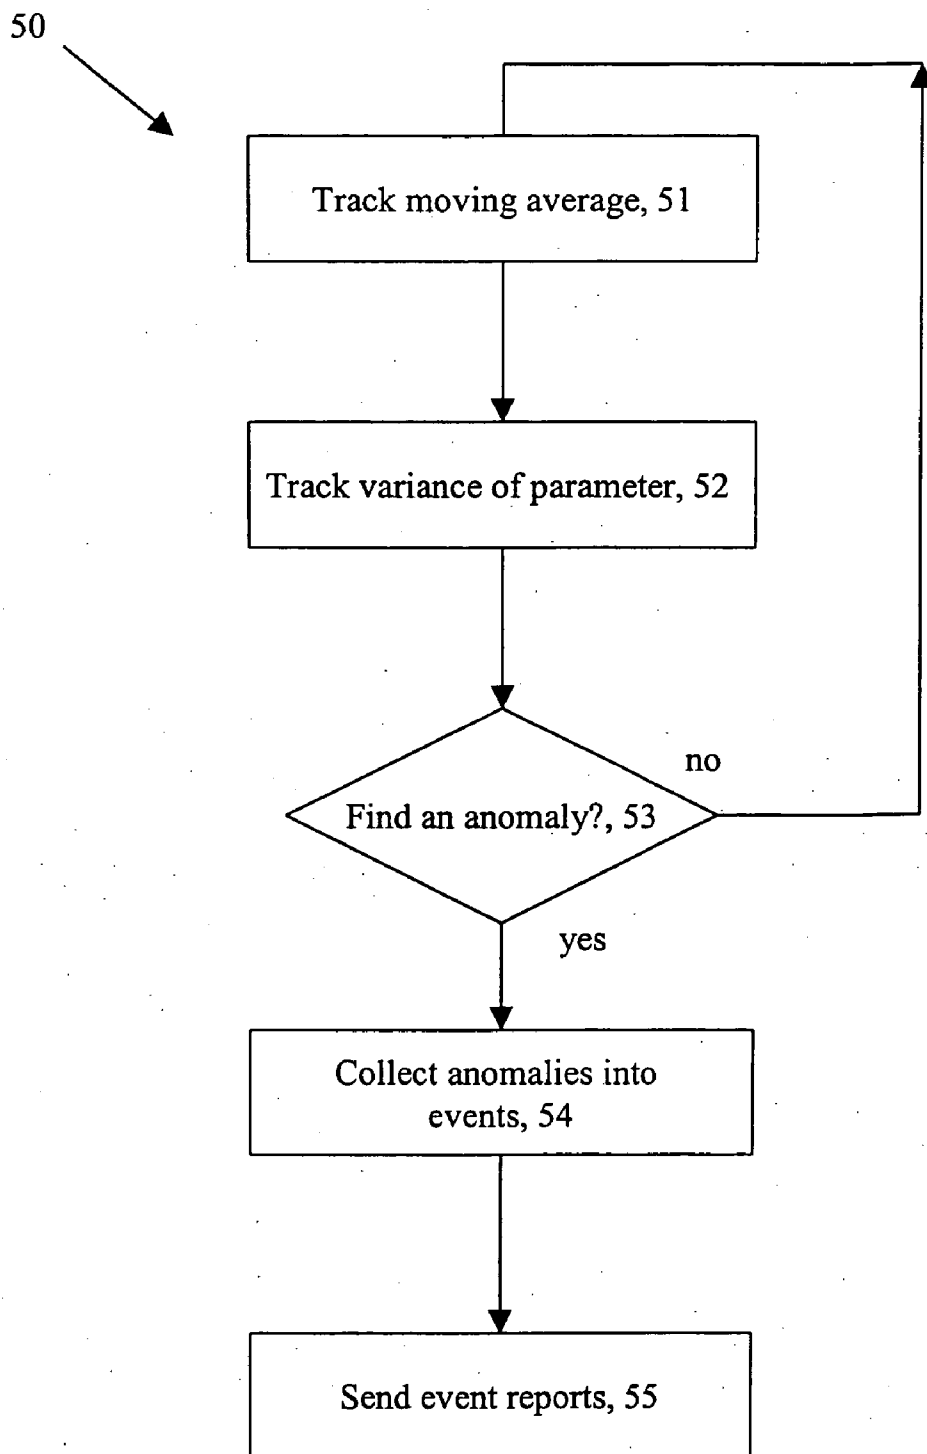 50
Track moving average, 51
Track variance of parameter, 52
no
Find an anomaly?, 53
yes
Collect anomalies into
events, 54
Send event reports, 55